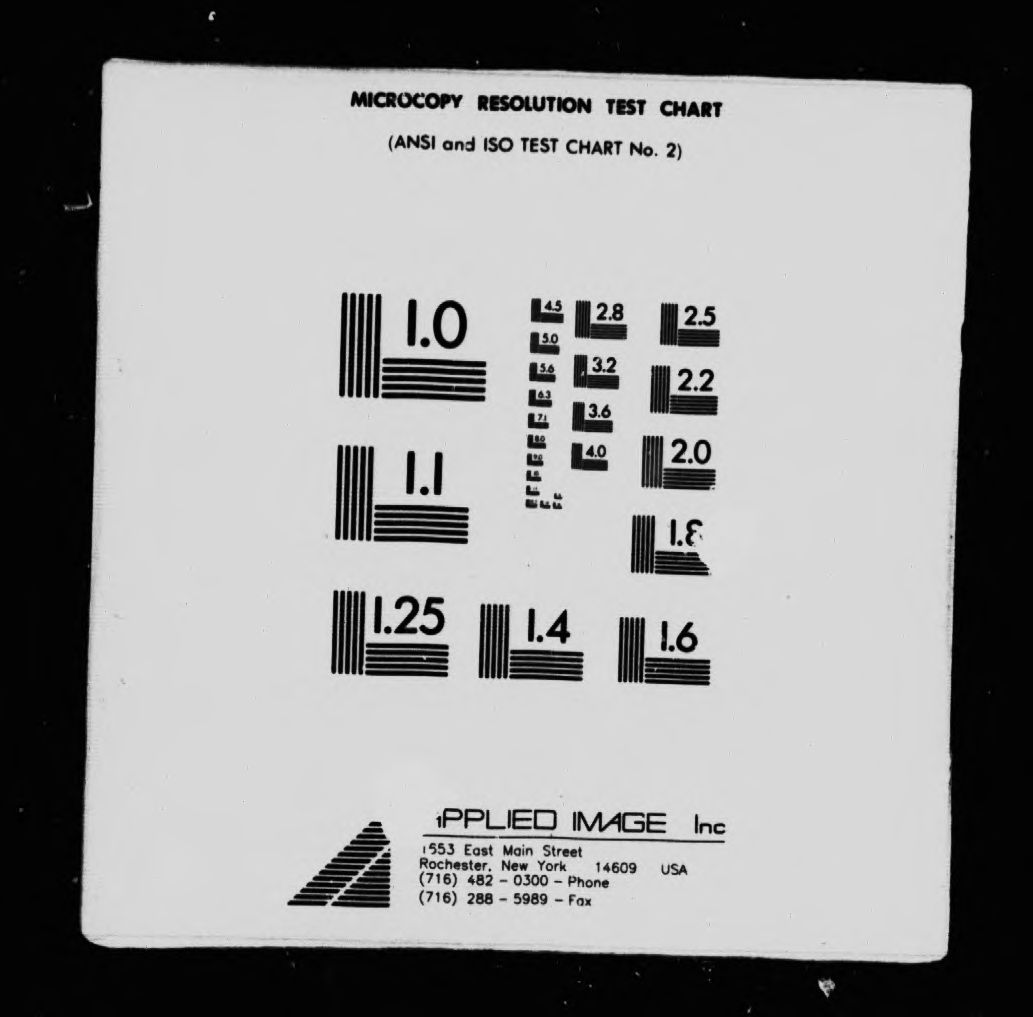 MICROCOPY RESOLUTION TEST CHART
(ANSI and ISO TEST CHART No. 2)
1.0
1.1
1.25
1.4
1.6
1.8
2.0
2.2
2.5
2.8
3.2
3.6
4.0
4.5
5.0
5.6
6.3
7.1
8.0
9.0
IMAGE Inc
1553 East Main Street
Rochester, New York 14609 USA
(716) 482 - 0300 - Phone
(716) 288 - 5989 - Fax